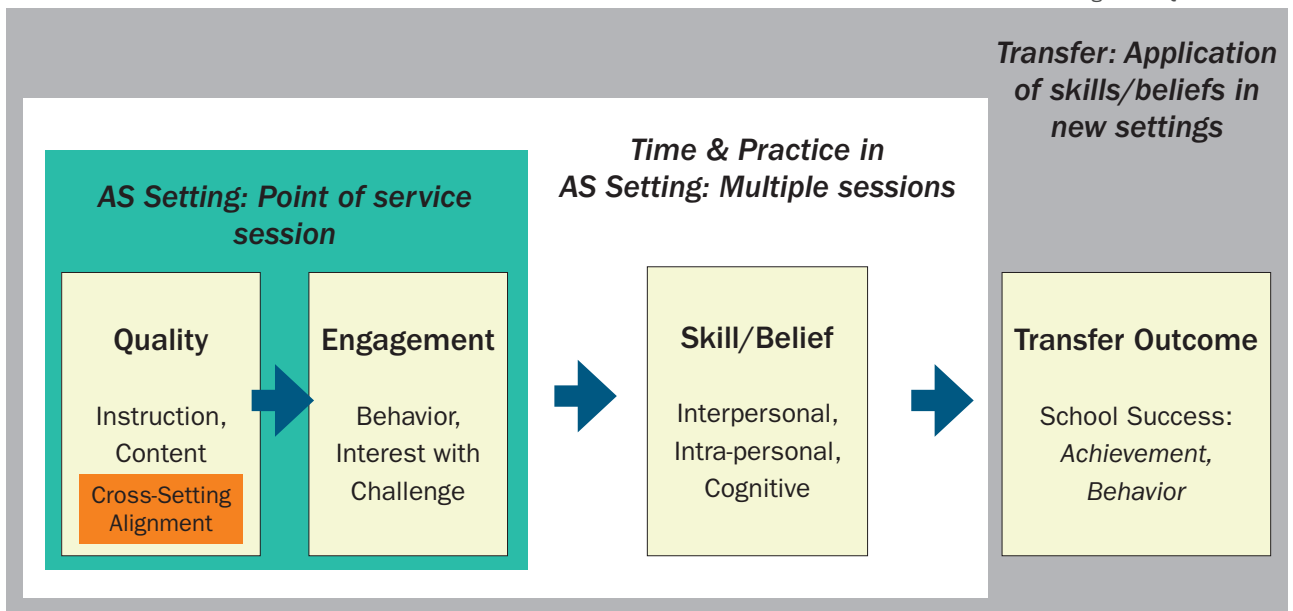 Transfer: Application
of skills/beliefs in
new settings
Time & Practice in
AS Setting: Multiple sessions
AS Setting: Point of service
session
Quality
Instruction,
Content
Cross-Setting
Alignment
Engagement
Behavior,
Interest with
Challenge
Skill/Belief
Interpersonal,
Intra-personal,
Cognitive
Transfer Outcome
School Success:
Achievement,
Behavior